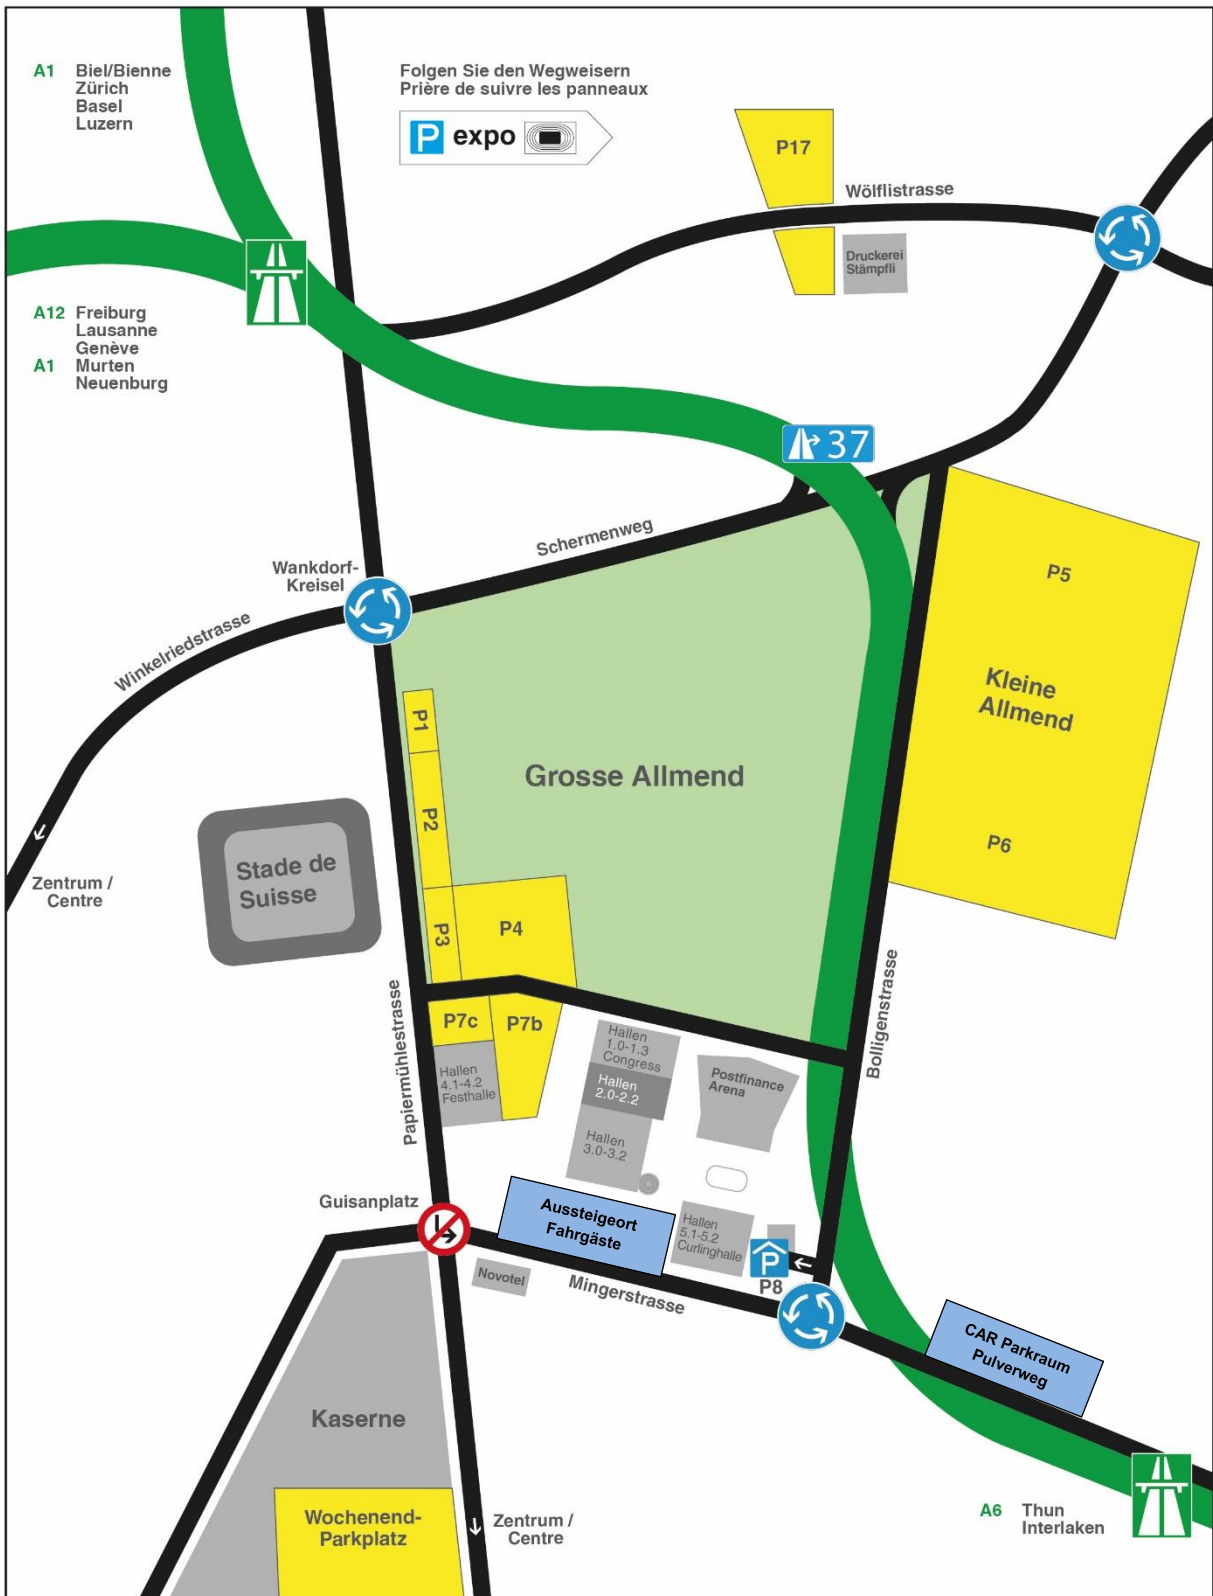 A1 Biel/Bienne
Zürich
Basel
Luzern
Folgen Sie den Wegweisern
Prière de suivre les panneaux
P expo
P17
Wölflistrasse
Druckerei
Stämpfli
A12 Freiburg
Lausanne
Genève
A1 Murten
Neuenburg
37
Schermenweg
Wankdorf-
Kreisel
Winkelriedstrasse
P5
Kleine
Allmend
P6
P1
P2
P3
P4
Grosse Allmend
Stade de
Suisse
Zentrum /
Centre
Papiermühlestrasse
Bolligenstrasse
P7c
P7b
Hallen
4.1-4.2
Festhalle
Hallen
1.0-1.3
Congress
Hallen
2.0-2.2
Hallen
3.0-3.2
Postfinance
Arena
Guisanplatz
Aussteigeort
Fahrgäste
Hallen
5.1-5.2
Curlinghalle
P
P8
Novotel
Mingerstrasse
CAR Parkraum
Pulverweg
Kaserne
Wochenend-
Parkplatz
Zentrum /
Centre
A6 Thun
Interlaken